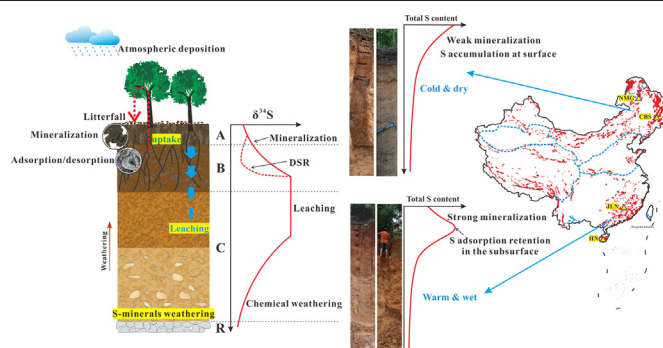 Atmospheric deposition
Litterfall
Mineralization
uptake
Adsorption/desorption
Leaching
Weathering
S-minerals weathering
δ³⁴S
A
B
C
R
Mineralization
DSR
Leaching
Chemical weathering
Total S content
Weak mineralization
S accumulation at surface
Cold & dry
Total S content
Strong mineralization
S adsorption retention
in the subsurface
Warm & wet
NMG
CBS
JLN
HN